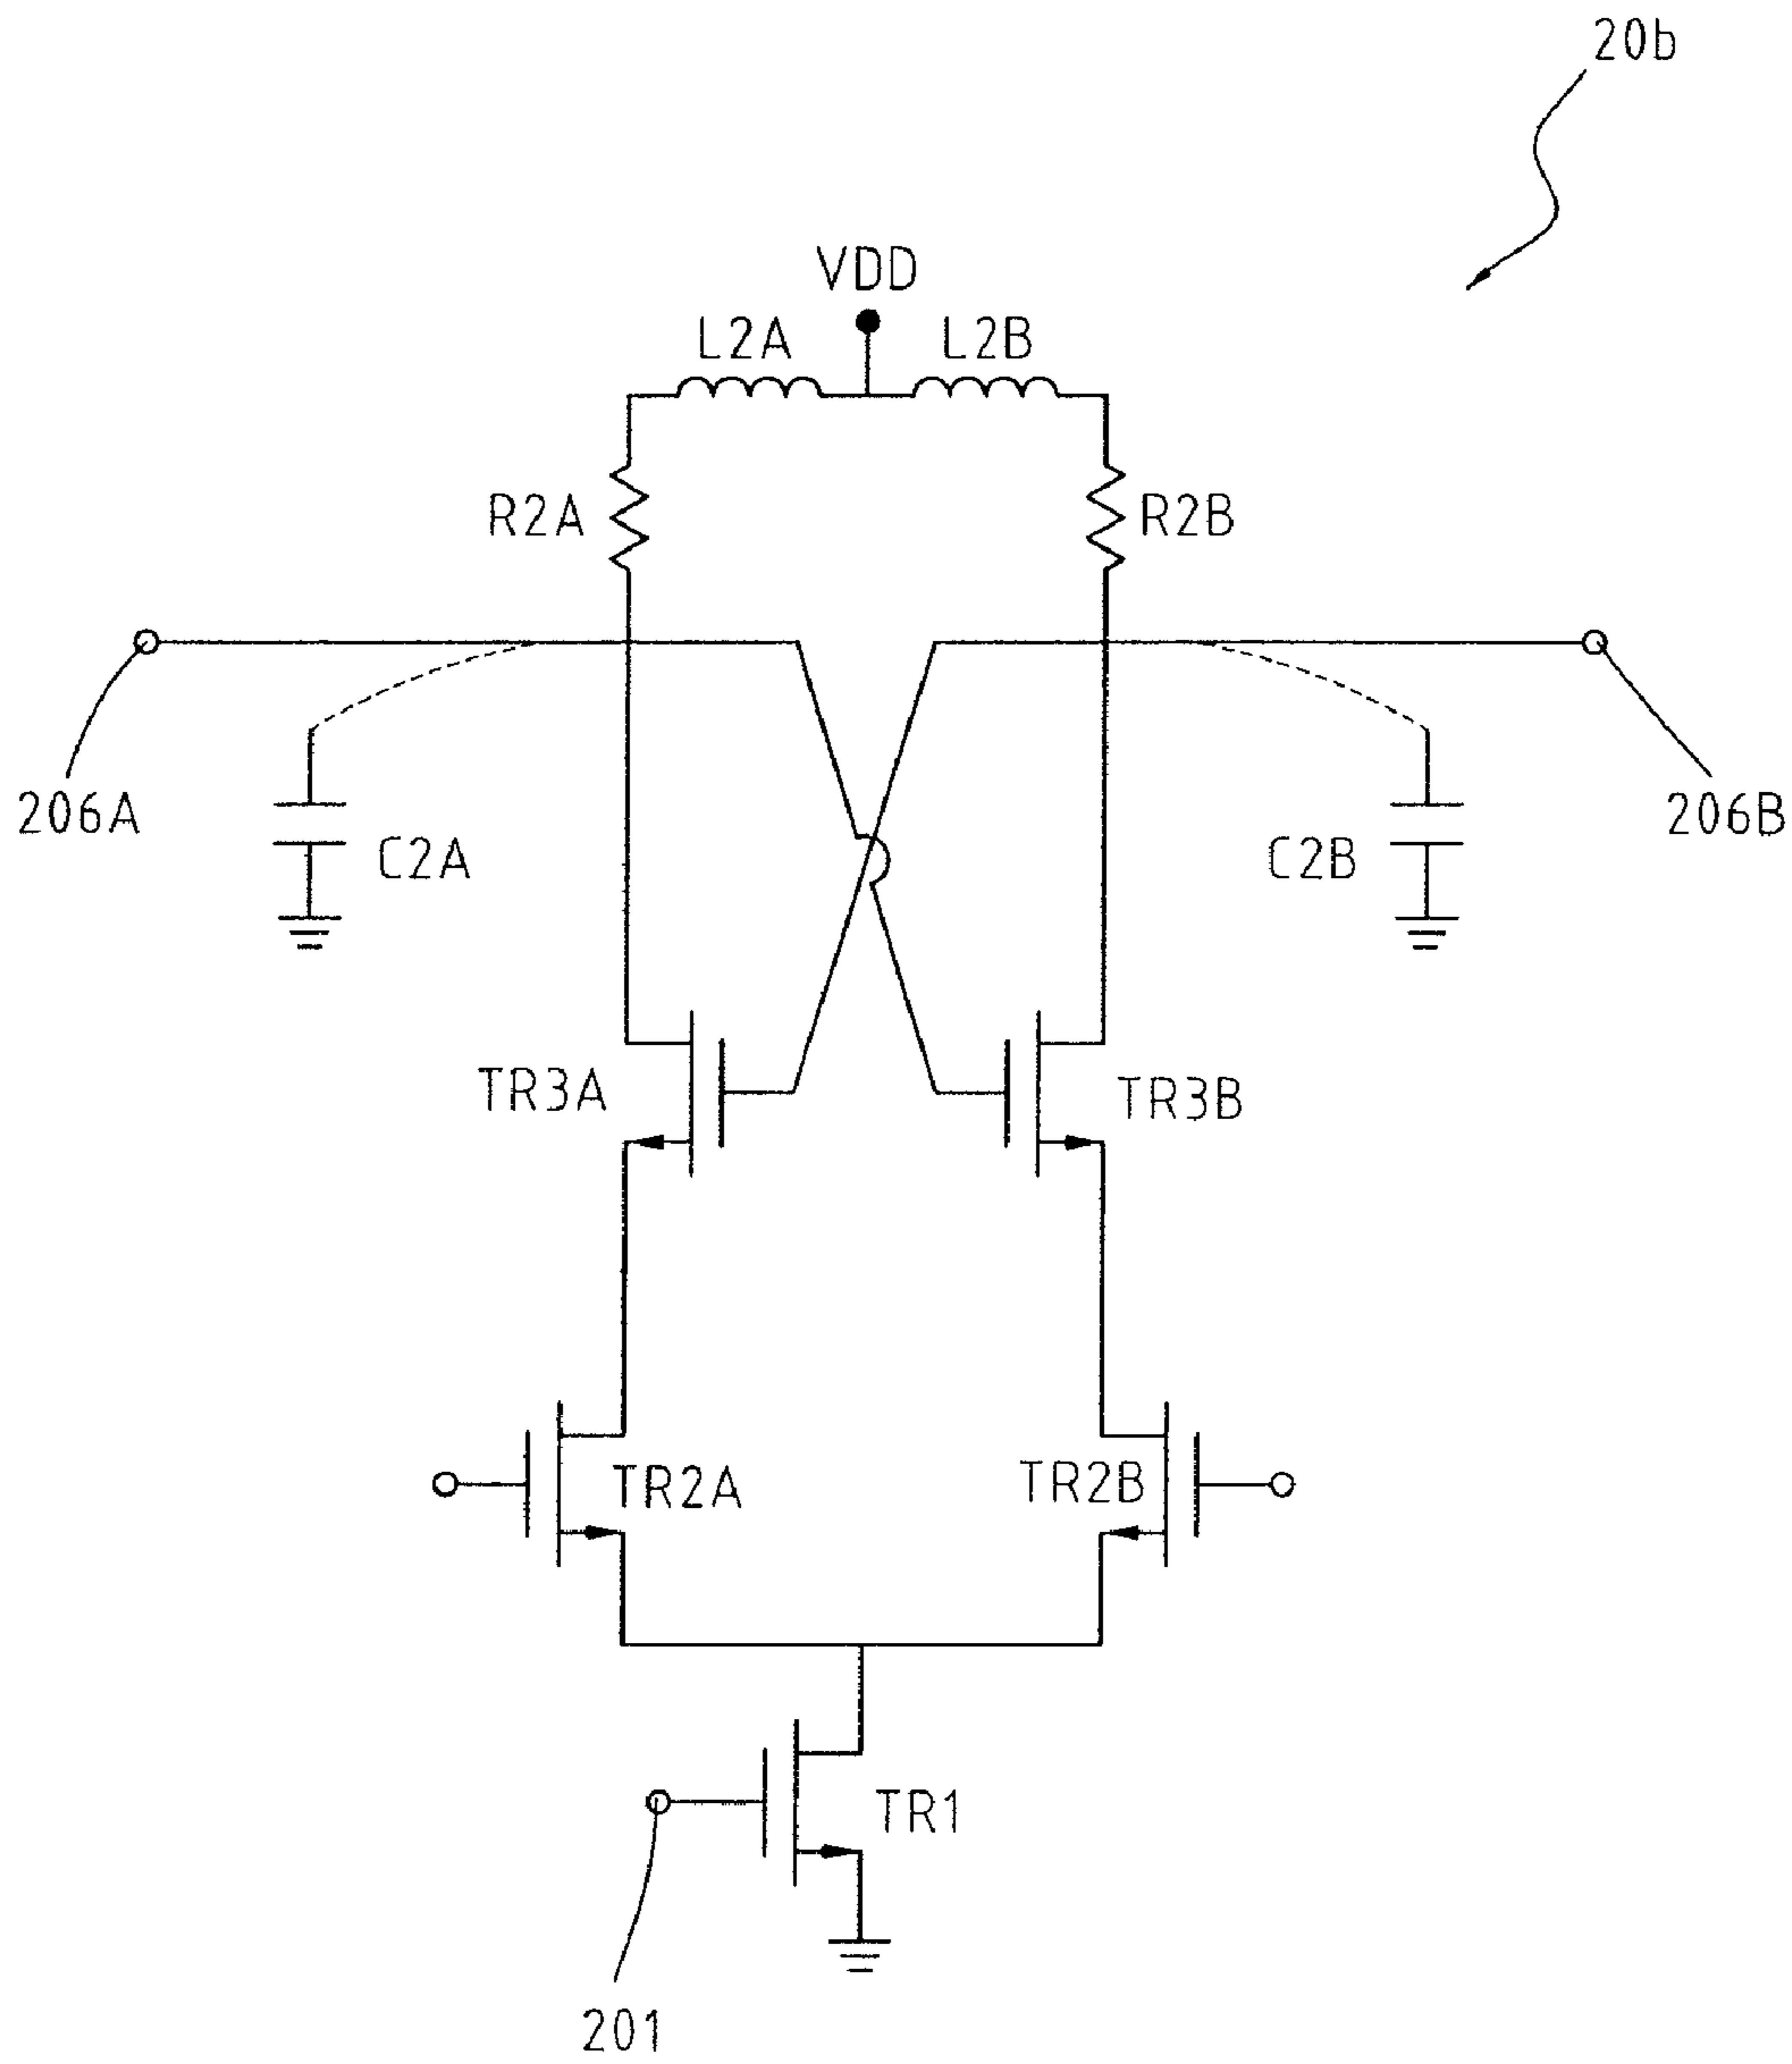 20b
VDD
L2A
L2B
R2A
R2B
206A
206B
C2A
C2B
TR3A
TR3B
TR2A
TR2B
TR1
201